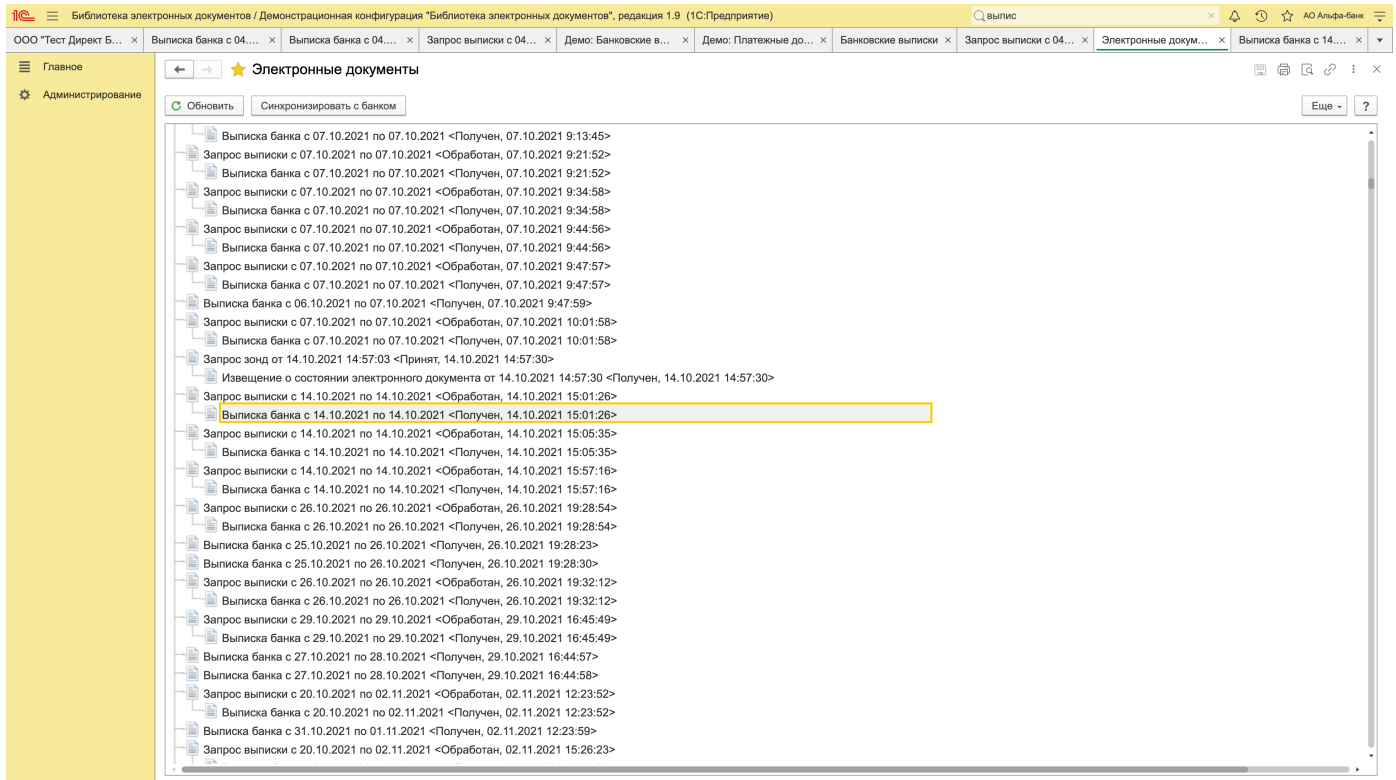 1C Библиотека электронных документов / Демонстрационная конфигурация "Библиотека электронных документов", редакция 1.9 (1С:Предприятие) выпис АО Альфа-банк
ООО "Тест Директ Б... Выписка банка с 04.... Выписка банка с 04.... Запрос выписки с 04... Демо: Банковские в... Демо: Платежные до... Банковские выписки Запрос выписки с 04... Электронные докум... Выписка банка с 14....
Главное
Администрирование
Электронные документы
Обновить Синхронизировать с банком Еще ?
Выписка банка с 07.10.2021 по 07.10.2021 <Получен, 07.10.2021 9:13:45>
Запрос выписки с 07.10.2021 по 07.10.2021 <Обработан, 07.10.2021 9:21:52>
Выписка банка с 07.10.2021 по 07.10.2021 <Получен, 07.10.2021 9:21:52>
Запрос выписки с 07.10.2021 по 07.10.2021 <Обработан, 07.10.2021 9:34:58>
Выписка банка с 07.10.2021 по 07.10.2021 <Получен, 07.10.2021 9:34:58>
Запрос выписки с 07.10.2021 по 07.10.2021 <Обработан, 07.10.2021 9:44:56>
Выписка банка с 07.10.2021 по 07.10.2021 <Получен, 07.10.2021 9:44:56>
Запрос выписки с 07.10.2021 по 07.10.2021 <Обработан, 07.10.2021 9:47:57>
Выписка банка с 07.10.2021 по 07.10.2021 <Получен, 07.10.2021 9:47:57>
Выписка банка с 06.10.2021 по 07.10.2021 <Получен, 07.10.2021 9:47:59>
Запрос выписки с 07.10.2021 по 07.10.2021 <Обработан, 07.10.2021 10:01:58>
Выписка банка с 07.10.2021 по 07.10.2021 <Получен, 07.10.2021 10:01:58>
Запрос зонд от 14.10.2021 14:57:03 <Принят, 14.10.2021 14:57:30>
Извещение о состоянии электронного документа от 14.10.2021 14:57:30 <Получен, 14.10.2021 14:57:30>
Запрос выписки с 14.10.2021 по 14.10.2021 <Обработан, 14.10.2021 15:01:26>
Выписка банка с 14.10.2021 по 14.10.2021 <Получен, 14.10.2021 15:01:26>
Запрос выписки с 14.10.2021 по 14.10.2021 <Обработан, 14.10.2021 15:05:35>
Выписка банка с 14.10.2021 по 14.10.2021 <Получен, 14.10.2021 15:05:35>
Запрос выписки с 14.10.2021 по 14.10.2021 <Обработан, 14.10.2021 15:57:16>
Выписка банка с 14.10.2021 по 14.10.2021 <Получен, 14.10.2021 15:57:16>
Запрос выписки с 26.10.2021 по 26.10.2021 <Обработан, 26.10.2021 19:28:54>
Выписка банка с 26.10.2021 по 26.10.2021 <Получен, 26.10.2021 19:28:54>
Выписка банка с 25.10.2021 по 26.10.2021 <Получен, 26.10.2021 19:28:23>
Выписка банка с 25.10.2021 по 26.10.2021 <Получен, 26.10.2021 19:28:30>
Запрос выписки с 26.10.2021 по 26.10.2021 <Обработан, 26.10.2021 19:32:12>
Выписка банка с 26.10.2021 по 26.10.2021 <Получен, 26.10.2021 19:32:12>
Запрос выписки с 29.10.2021 по 29.10.2021 <Обработан, 29.10.2021 16:45:49>
Выписка банка с 29.10.2021 по 29.10.2021 <Получен, 29.10.2021 16:45:49>
Выписка банка с 27.10.2021 по 28.10.2021 <Получен, 29.10.2021 16:44:57>
Выписка банка с 27.10.2021 по 28.10.2021 <Получен, 29.10.2021 16:44:58>
Запрос выписки с 20.10.2021 по 02.11.2021 <Обработан, 02.11.2021 12:23:52>
Выписка банка с 20.10.2021 по 02.11.2021 <Получен, 02.11.2021 12:23:52>
Выписка банка с 31.10.2021 по 01.11.2021 <Получен, 02.11.2021 12:23:59>
Запрос выписки с 20.10.2021 по 02.11.2021 <Обработан, 02.11.2021 15:26:23>